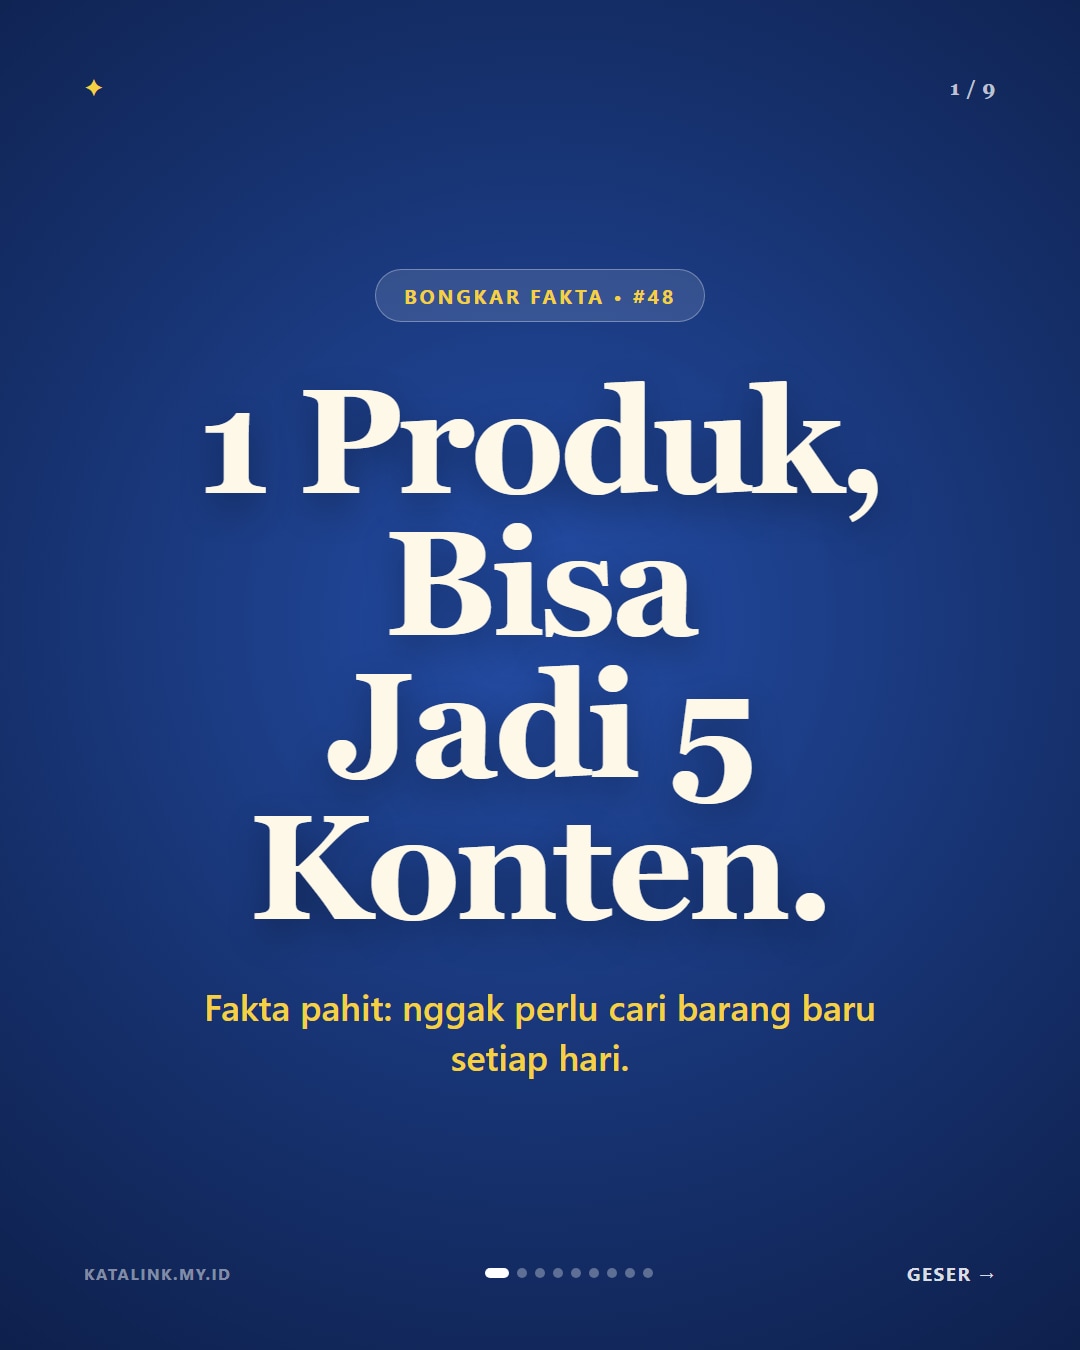 ✦
1 / 9
BONGKAR FAKTA • #48
1 Produk,
Bisa
Jadi 5
Konten.
Fakta pahit: nggak perlu cari barang baru
setiap hari.
KATALINK.MY.ID
GESER →